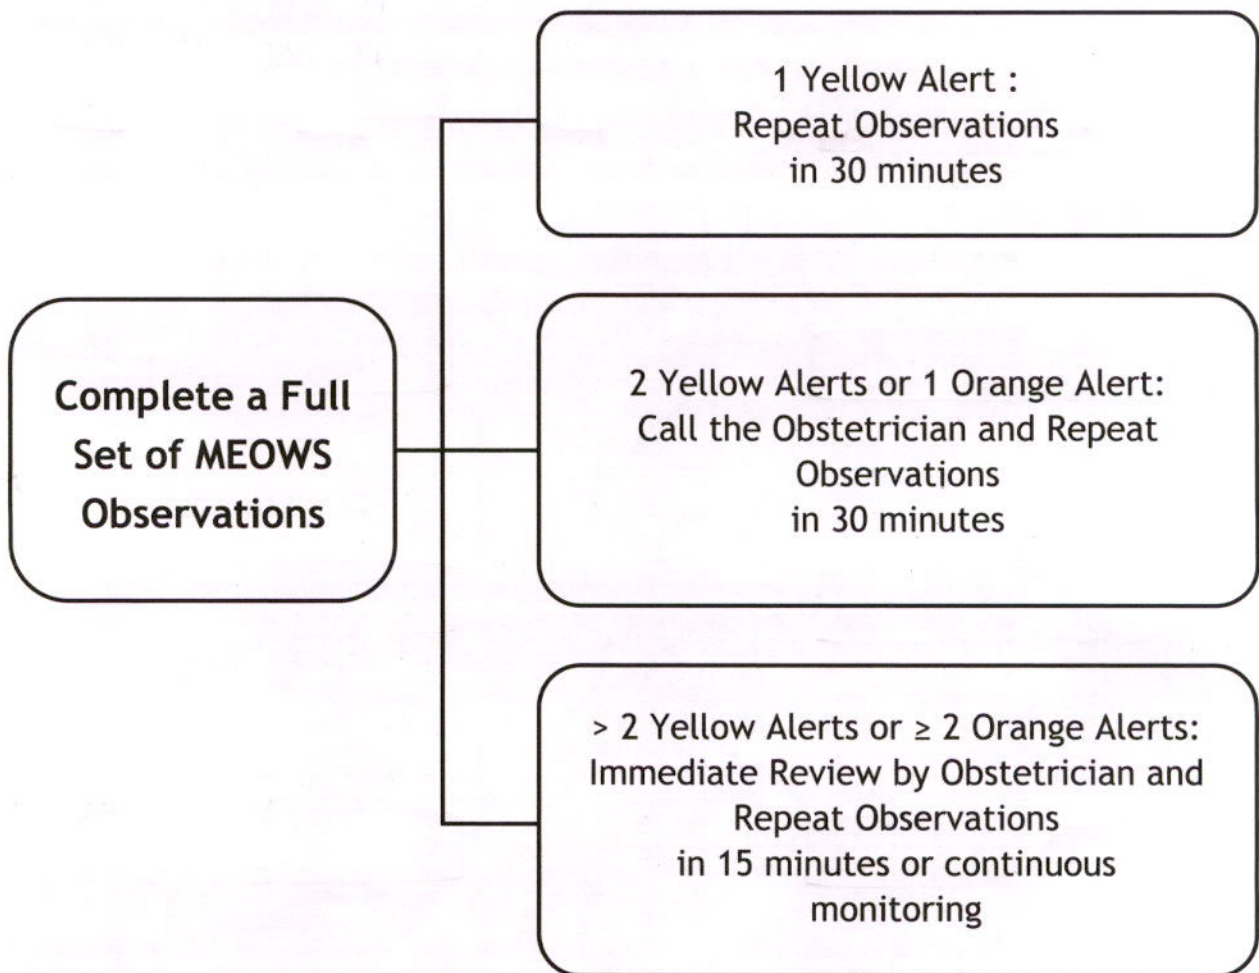 Complete a Full
Set of MEOWS
Observations
1 Yellow Alert :
Repeat Observations
in 30 minutes
2 Yellow Alerts or 1 Orange Alert:
Call the Obstetrician and Repeat
Observations
in 30 minutes
> 2 Yellow Alerts or ≥ 2 Orange Alerts:
Immediate Review by Obstetrician and
Repeat Observations
in 15 minutes or continuous
monitoring